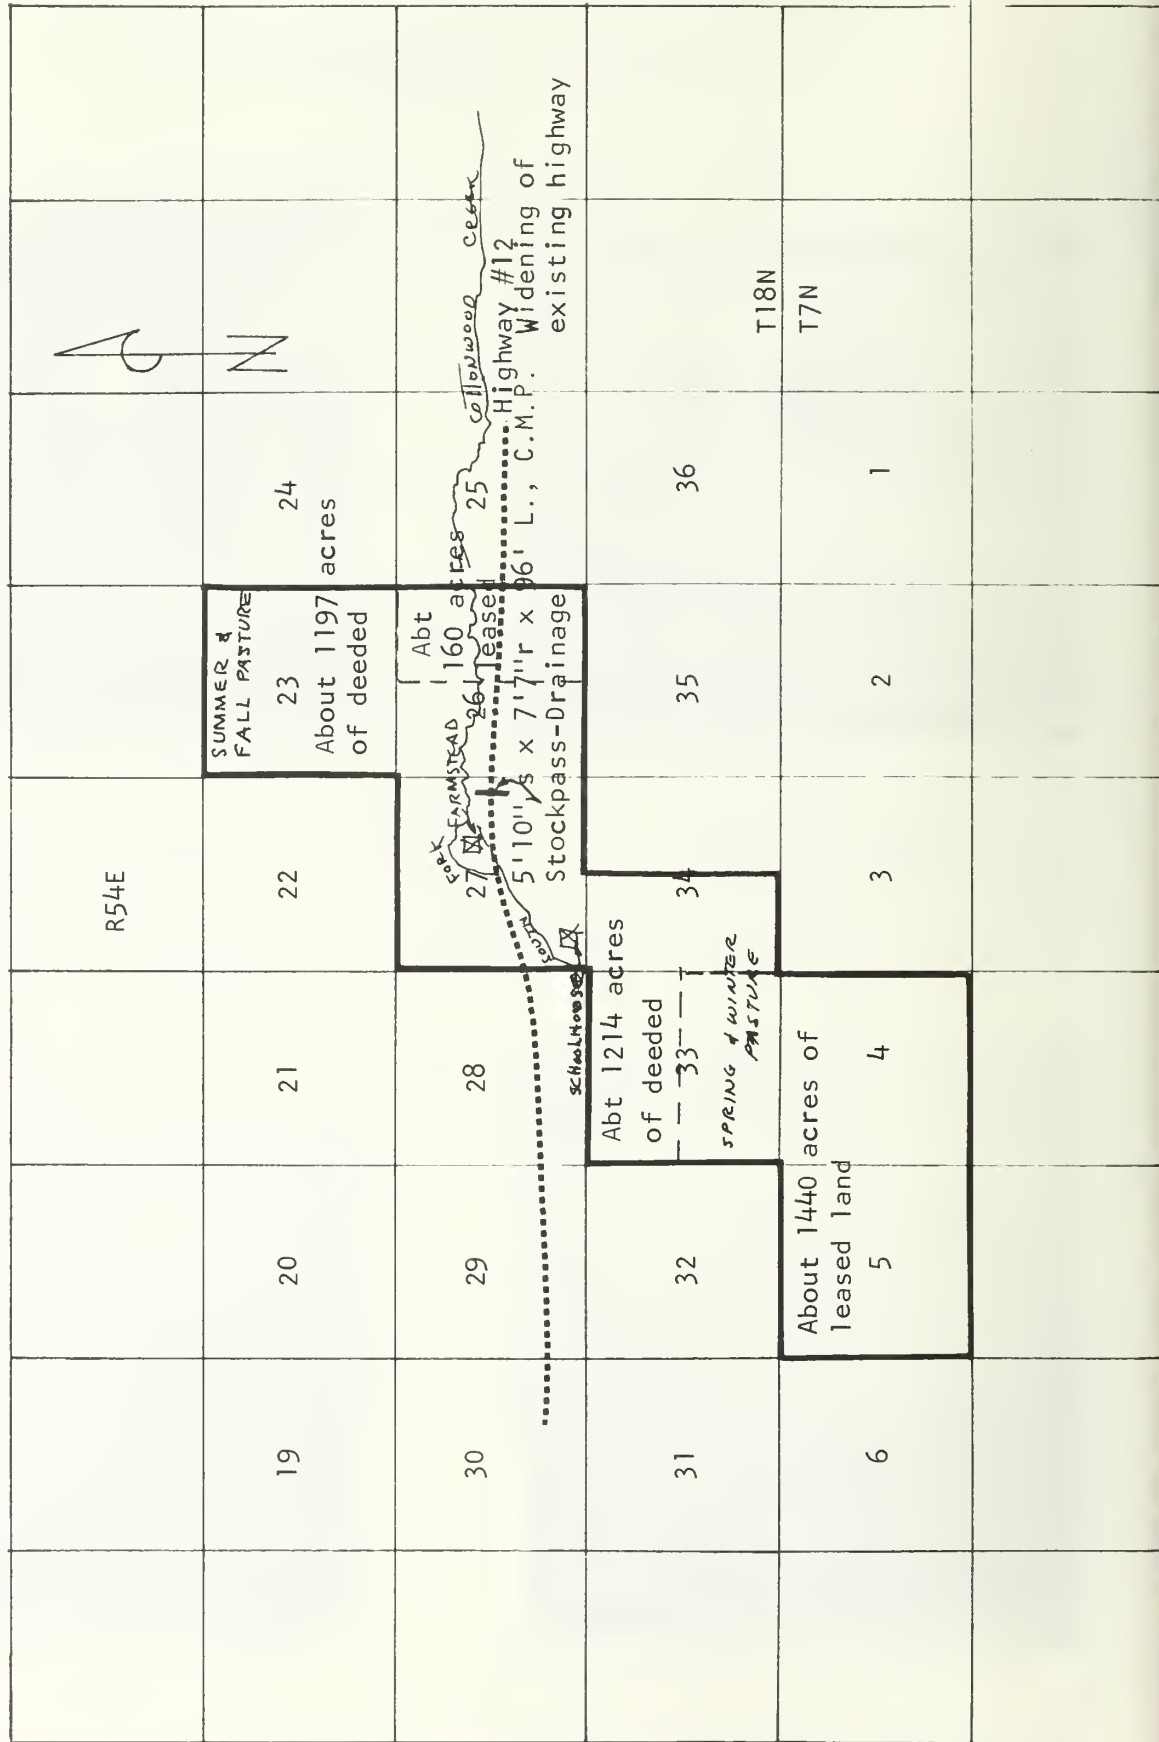 R54E
N
19
20
21
22
SUMMER &
FALL PASTURE
23
About 1197 acres
of deeded
24
30
29
28
27
FORK
FARMSTEAD
26
Abt
160 acres
leased
25
COTTONWOOD CREEK
Highway #12
5'10"s x 7'7"r x 96' L., C.M.P. Widening of
Stockpass-Drainage existing highway
SOUTH
SCHOOLHOUSE
31
32
Abt 1214 acres
of deeded
33
SPRING & WINTER
PASTURE
34
35
36
T18N
T7N
6
About 1440 acres of
leased land
5
4
3
2
1